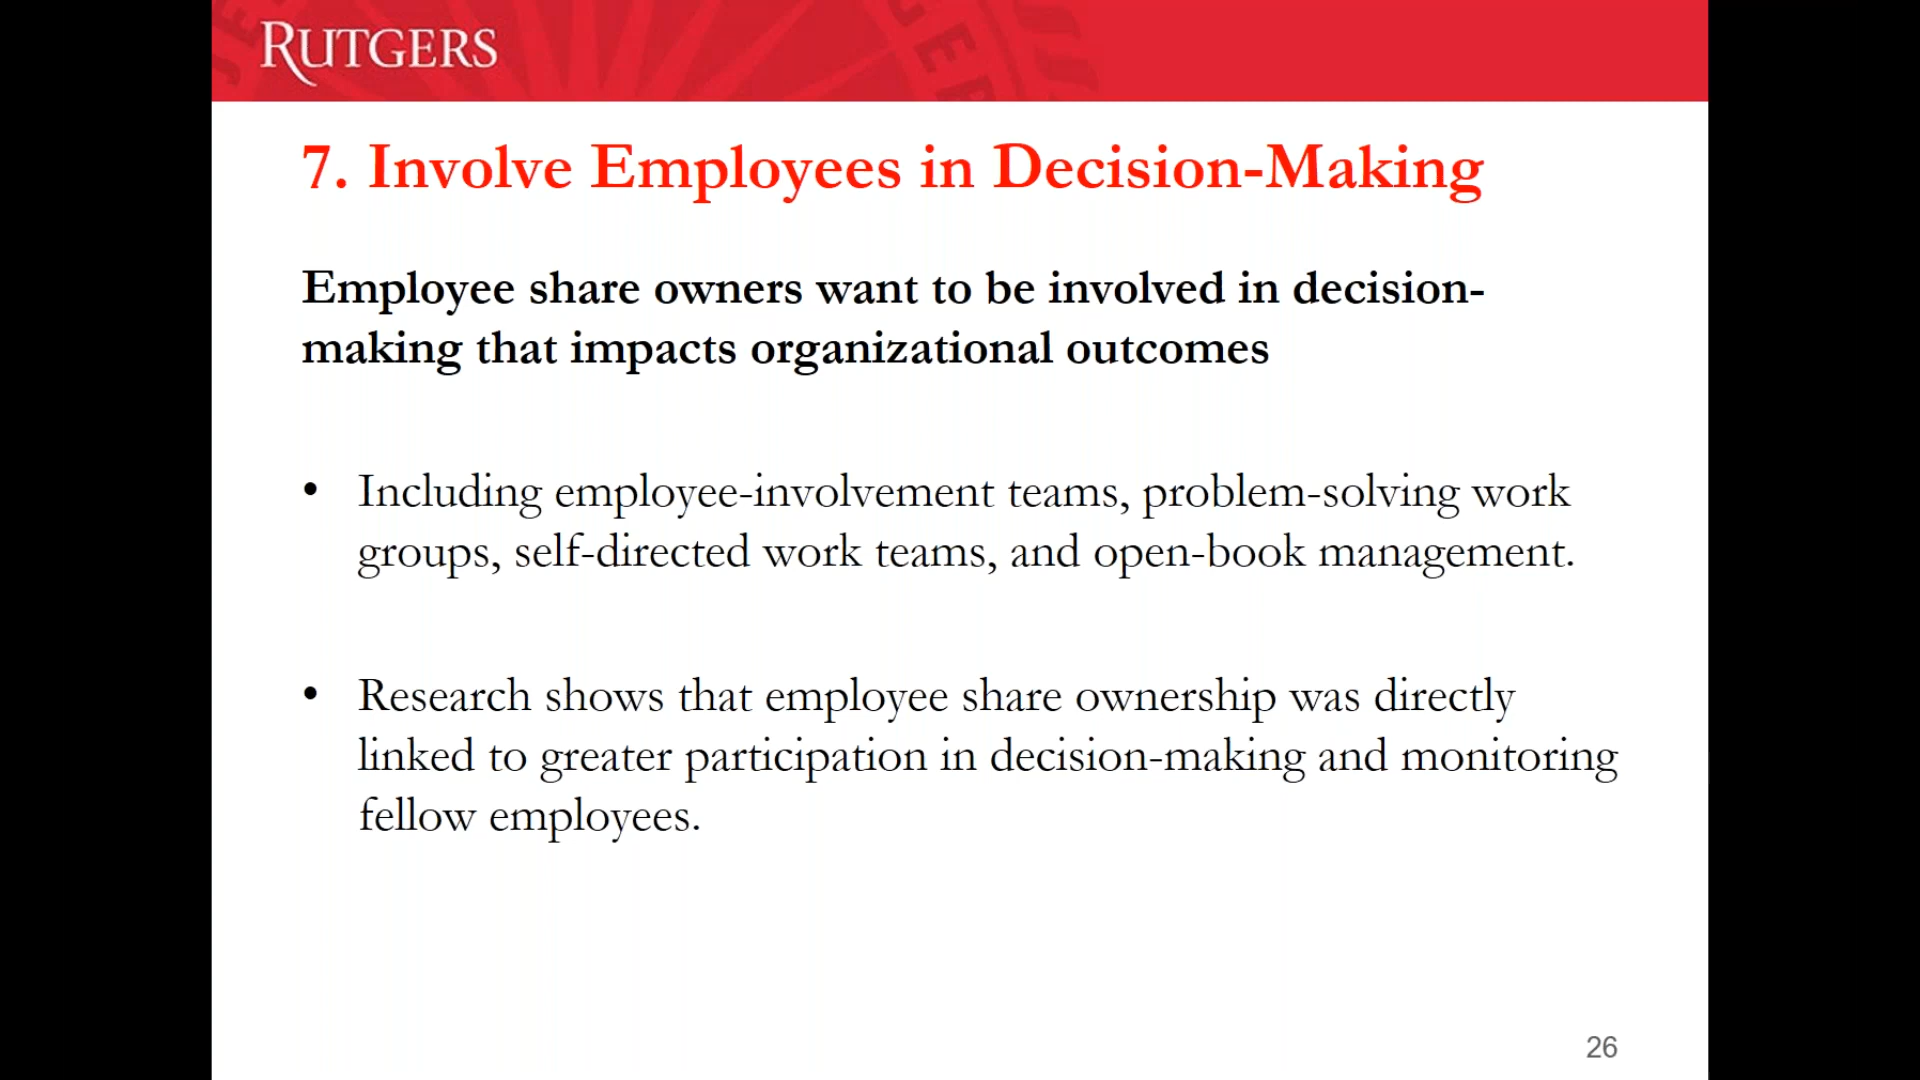 RUTGERS
7. Involve Employees in Decision-Making
Employee share owners want to be involved in decision-
making that impacts organizational outcomes
• Including employee-involvement teams, problem-solving work
groups, self-directed work teams, and open-book management.
• Research shows that employee share ownership was directly
linked to greater participation in decision-making and monitoring
fellow employees.
26